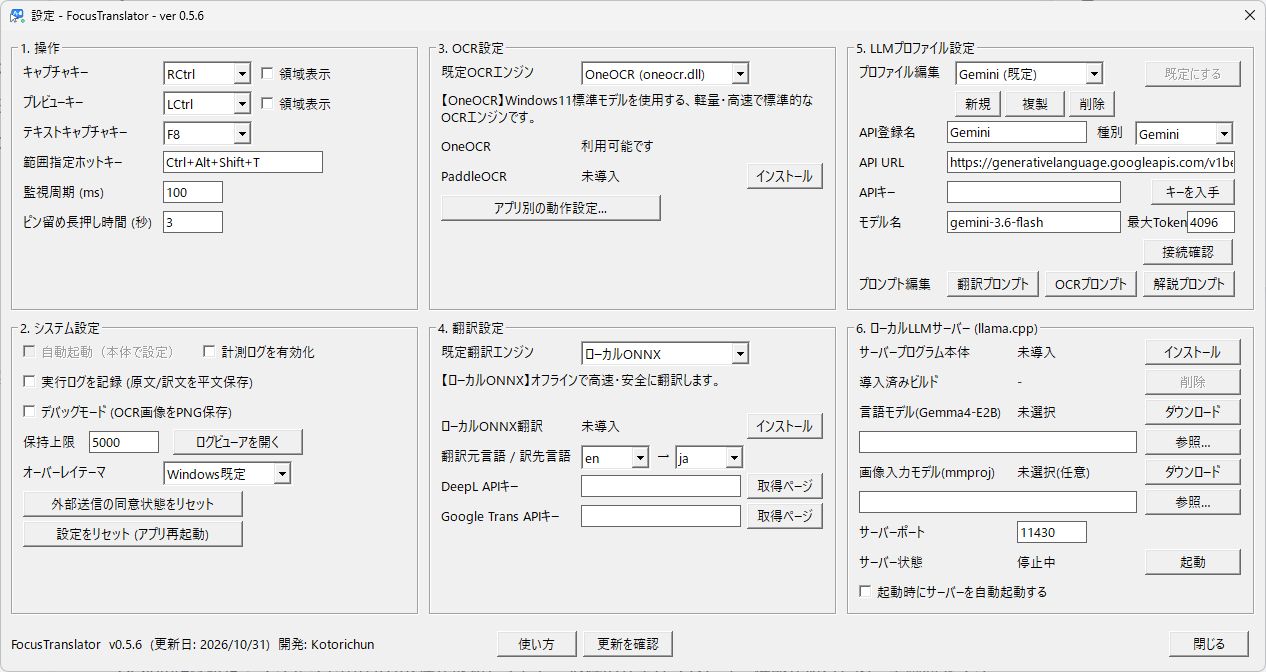 設定 - FocusTranslator - ver 0.5.6
1. 操作
キャプチャキー RCtrl 領域表示
プレビューキー LCtrl 領域表示
テキストキャプチャキー F8
範囲指定ホットキー Ctrl+Alt+Shift+T
監視周期 (ms) 100
ピン留め長押し時間 (秒) 3
2. システム設定
自動起動（本体で設定） 計測ログを有効化
実行ログを記録 (原文/訳文を平文保存)
デバッグモード (OCR画像をPNG保存)
保持上限 5000 ログビューアを開く
オーバーレイテーマ Windows既定
外部送信の同意状態をリセット
設定をリセット (アプリ再起動)
3. OCR設定
既定OCRエンジン OneOCR (oneocr.dll)
【OneOCR】Windows11標準モデルを使用する、軽量・高速で標準的な
OCRエンジンです。
OneOCR 利用可能です
PaddleOCR 未導入 インストール
アプリ別の動作設定...
4. 翻訳設定
既定翻訳エンジン ローカルONNX
【ローカルONNX】オフラインで高速・安全に翻訳します。
ローカルONNX翻訳 未導入 インストール
翻訳元言語 / 訳先言語 en → ja
DeepL APIキー 取得ページ
Google Trans APIキー 取得ページ
5. LLMプロファイル設定
プロファイル編集 Gemini (既定) 既定にする
新規 複製 削除
API登録名 Gemini 種別 Gemini
API URL https://generativelanguage.googleapis.com/v1be
APIキー キーを入手
モデル名 gemini-3.6-flash 最大Token 4096
接続確認
プロンプト編集 翻訳プロンプト OCRプロンプト 解説プロンプト
6. ローカルLLMサーバー (llama.cpp)
サーバープログラム本体 未導入 インストール
導入済みビルド - 削除
言語モデル(Gemma4-E2B) 未選択 ダウンロード
参照...
画像入力モデル(mmproj) 未選択(任意) ダウンロード
参照...
サーバーポート 11430
サーバー状態 停止中 起動
起動時にサーバーを自動起動する
FocusTranslator v0.5.6 (更新日: 2026/10/31) 開発: Kotorichun 使い方 更新を確認 閉じる